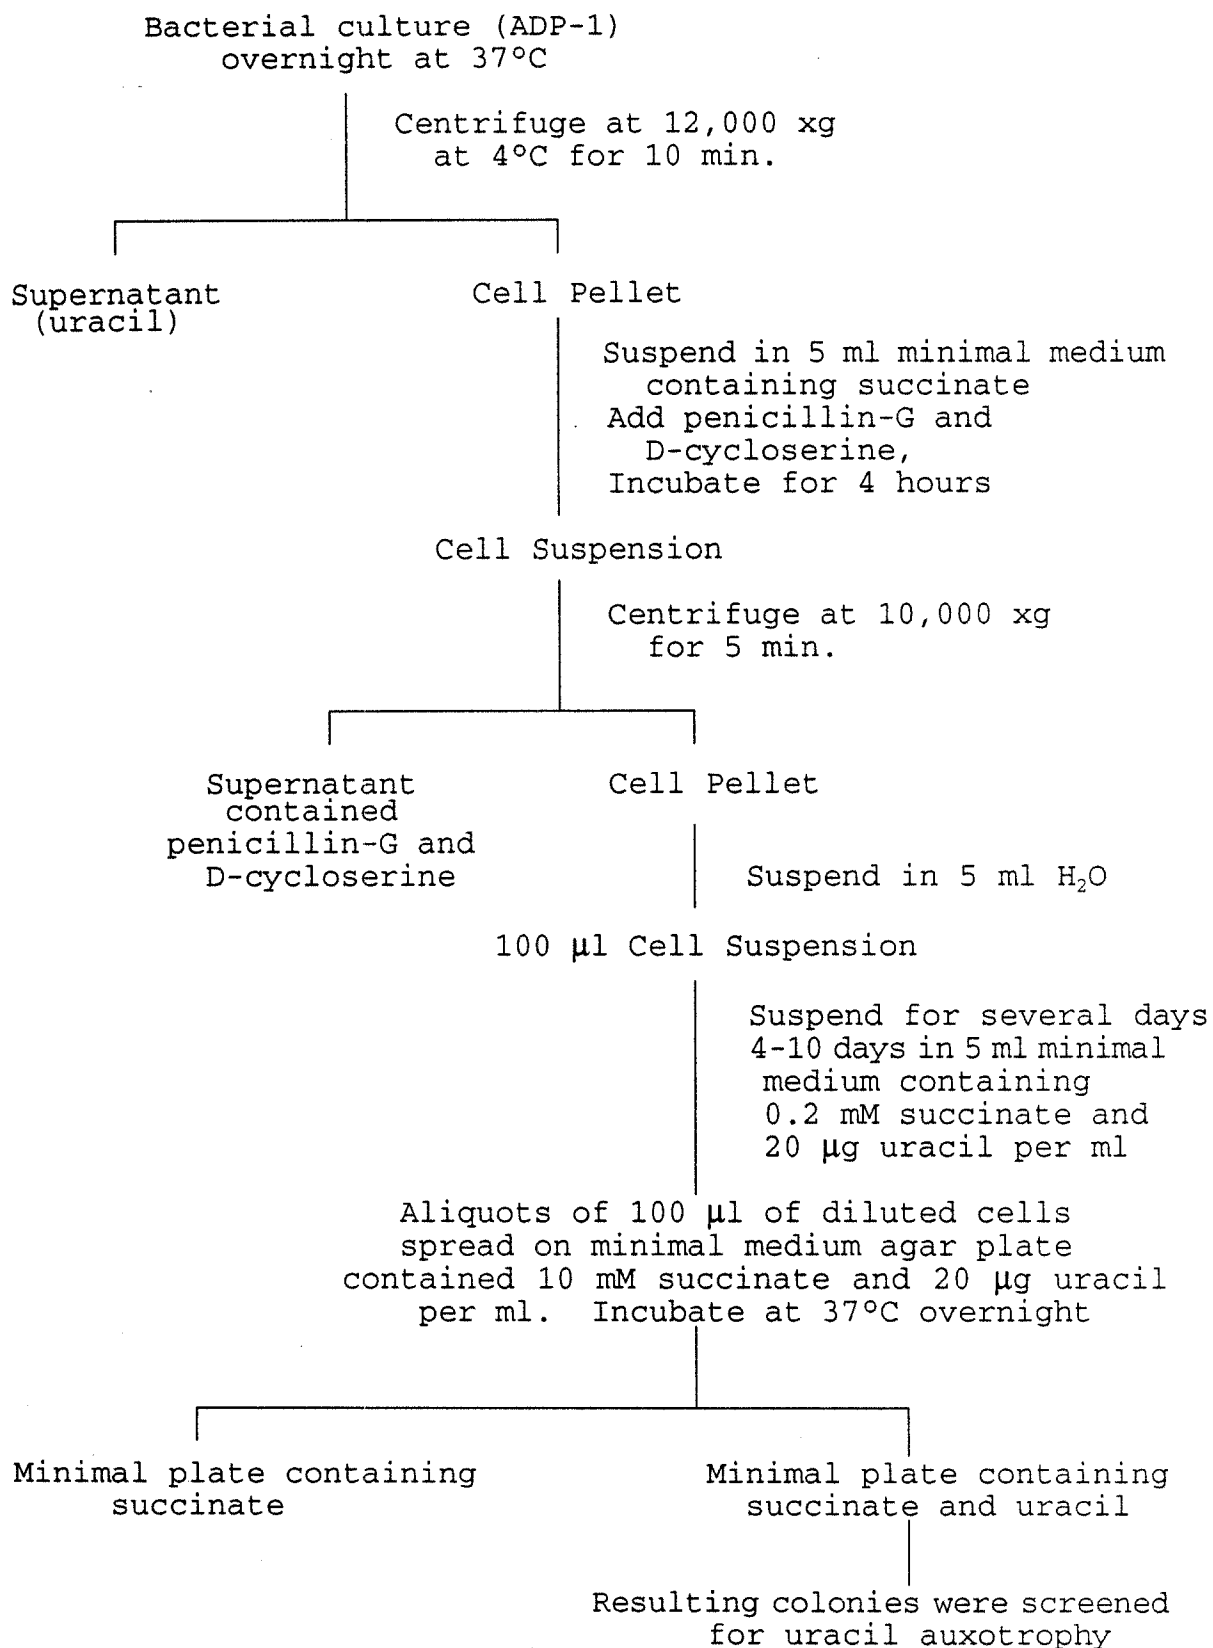 Bacterial culture (ADP-1)
overnight at 37°C
Centrifuge at 12,000 xg
at 4°C for 10 min.
Supernatant
(uracil)
Cell Pellet
Suspend in 5 ml minimal medium
containing succinate
Add penicillin-G and
D-cycloserine,
Incubate for 4 hours
Cell Suspension
Centrifuge at 10,000 xg
for 5 min.
Supernatant
contained
penicillin-G and
D-cycloserine
Cell Pellet
Suspend in 5 ml H₂O
100 µl Cell Suspension
Suspend for several days
4-10 days in 5 ml minimal
medium containing
0.2 mM succinate and
20 µg uracil per ml
Aliquots of 100 µl of diluted cells
spread on minimal medium agar plate
contained 10 mM succinate and 20 µg uracil
per ml. Incubate at 37°C overnight
Minimal plate containing
succinate
Minimal plate containing
succinate and uracil
Resulting colonies were screened
for uracil auxotrophy